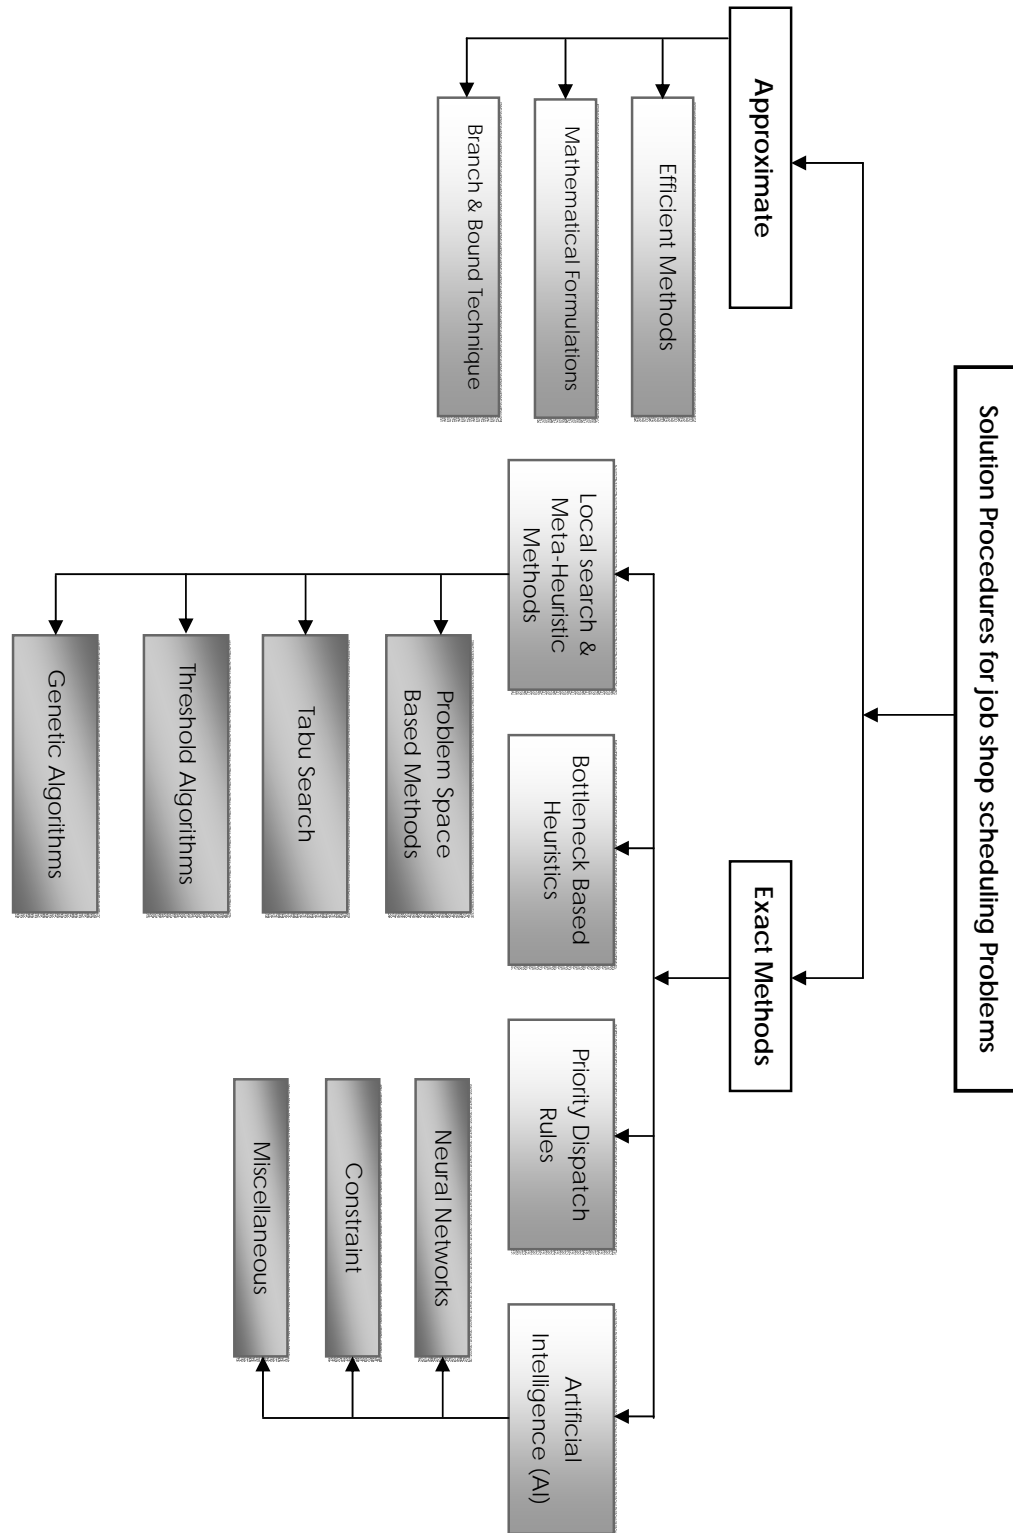 Solution Procedures for job shop scheduling Problems
Approximate
Exact Methods
Efficient Methods
Mathematical Formulations
Branch & Bound Technique
Local search &
Meta-Heuristic
Methods
Bottleneck Based
Heuristics
Priority Dispatch
Rules
Artificial
Intelligence (AI)
Problem Space
Based Methods
Tabu Search
Threshold Algorithms
Genetic Algorithms
Neural Networks
Constraint
Miscellaneous